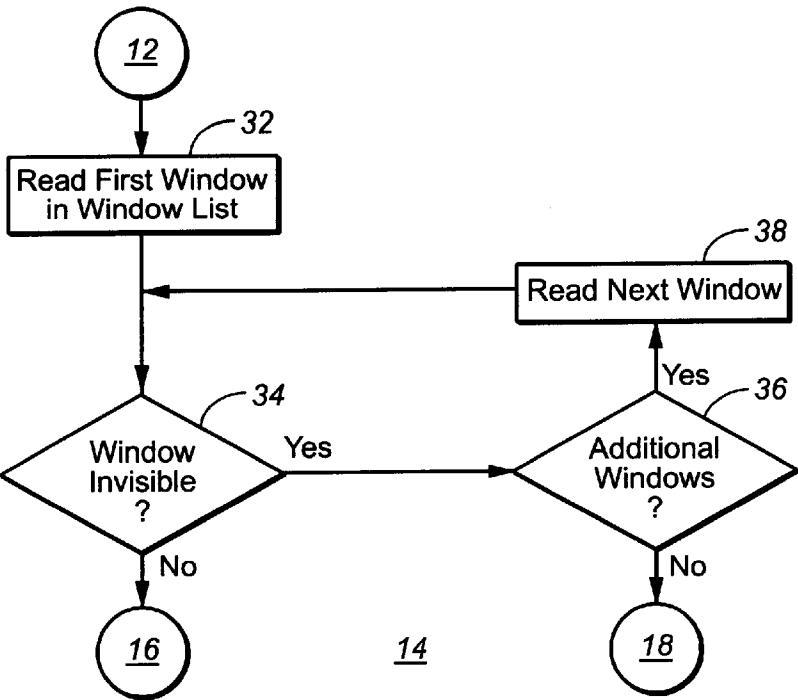 12
32
Read First Window
in Window List
38
Read Next Window
Yes
34
36
Window
Invisible
?
Yes
Additional
Windows
?
No
No
16
14
18